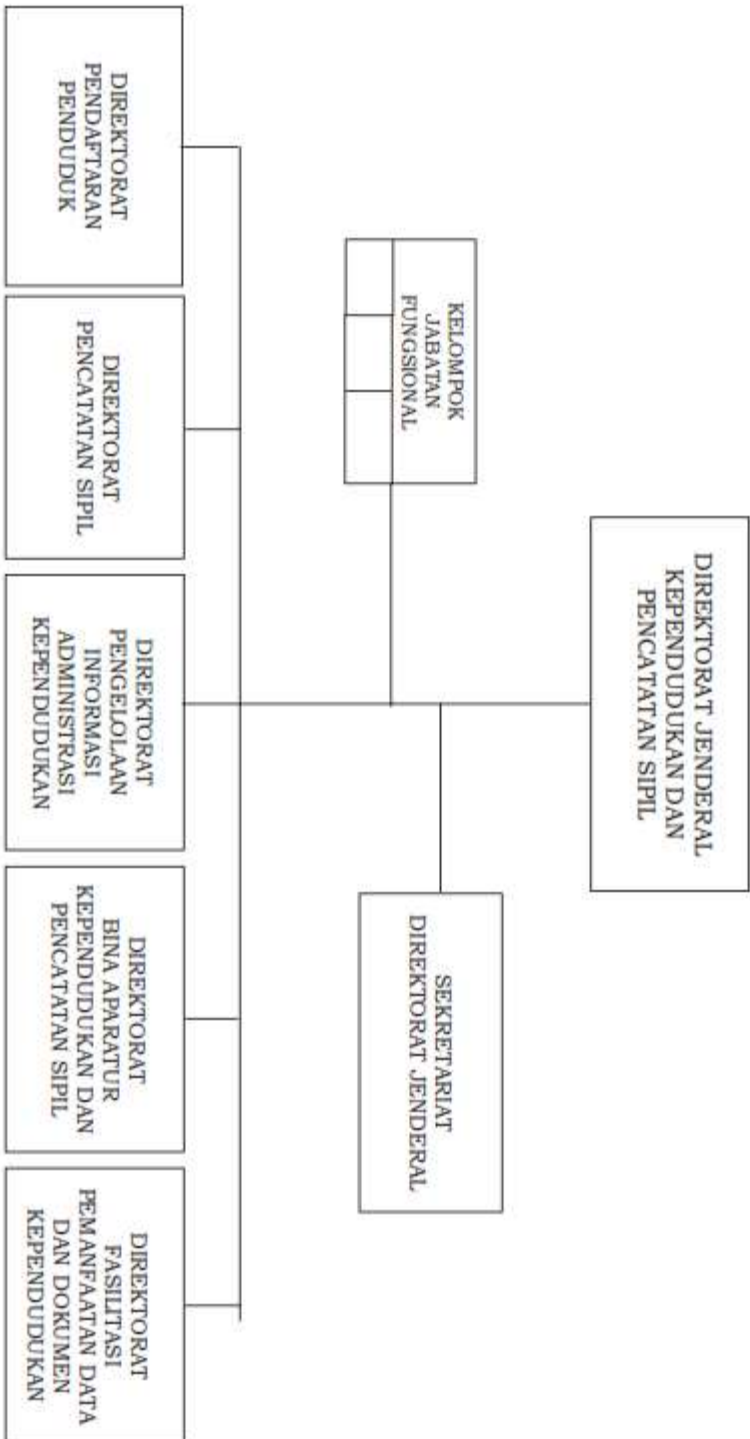 DIREKTORAT JENDERAL
KEPENDUDUKAN DAN
PENCATATAN SIPIL
KELOMPOK
JABATAN
FUNGSIONAL
SEKRETARIAT
DIREKTORAT JENDERAL
DIREKTORAT
PENDAFTARAN
PENDUDUK
DIREKTORAT
PENCATATAN SIPIL
DIREKTORAT
PENGELOLAAN
INFORMASI
ADMINISTRASI
KEPENDUDUKAN
DIREKTORAT
BINA APARATUR
KEPENDUDUKAN DAN
PENCATATAN SIPIL
DIREKTORAT
FASILITASI
PEMANFAATAN DATA
DAN DOKUMEN
KEPENDUDUKAN